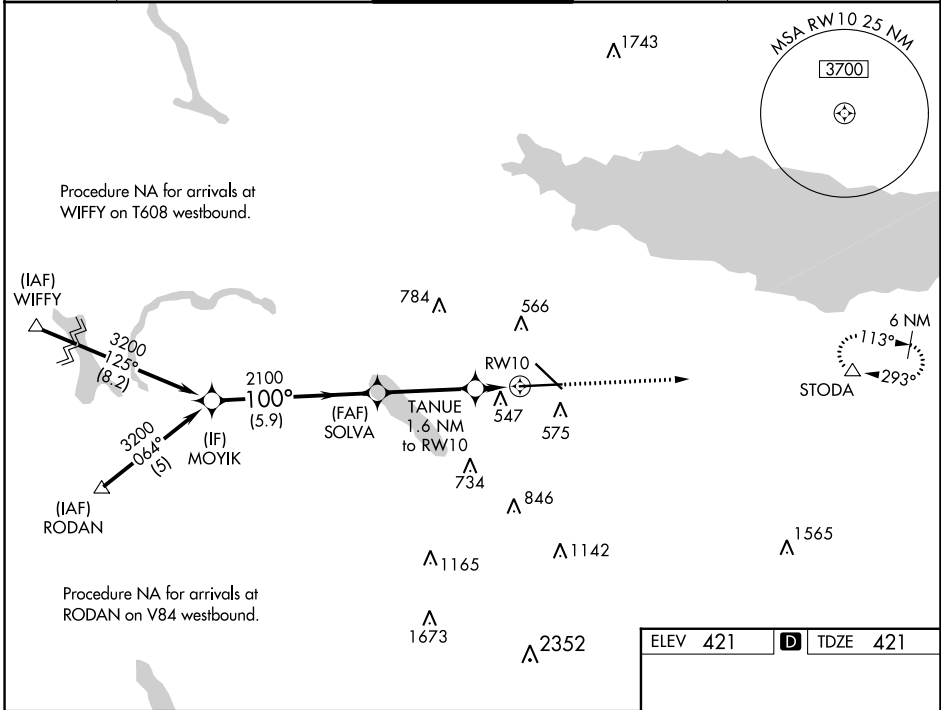 1743
MSA RW10 25 NM
3700
Procedure NA for arrivals at
WIFFY on T608 westbound.
(IAF)
WIFFY
3200
125°
(8.2)
784
566
6 NM
113°
293°
STODA
RW10
2100
100°
(5.9)
(FAF)
SOLVA
TANUE
1.6 NM
to RW10
547
575
(IF)
MOYIK
3200
064°
(5)
(IAF)
RODAN
734
846
1165
1142
1565
Procedure NA for arrivals at
RODAN on V84 westbound.
1673
2352
ELEV 421 D TDZE 421